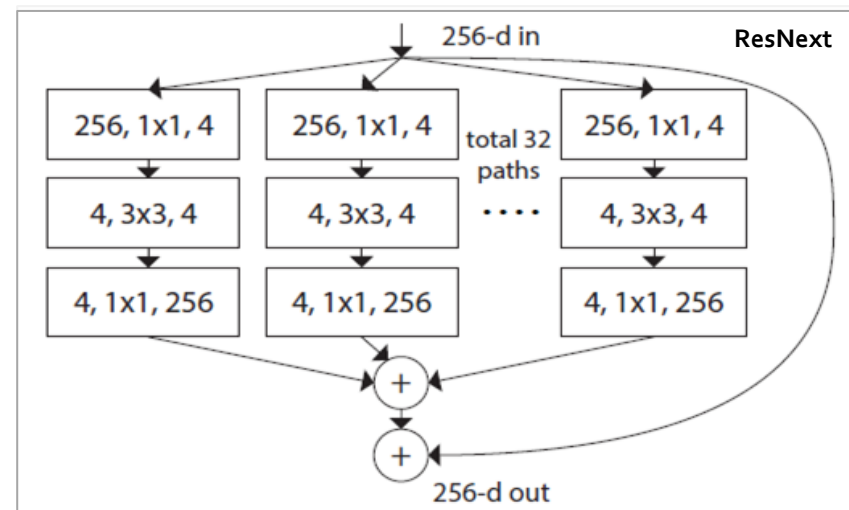 256-d in
ResNext
256, 1x1, 4
256, 1x1, 4
total 32
paths
....
256, 1x1, 4
4, 3x3, 4
4, 3x3, 4
4, 3x3, 4
4, 1x1, 256
4, 1x1, 256
4, 1x1, 256
+
+
256-d out